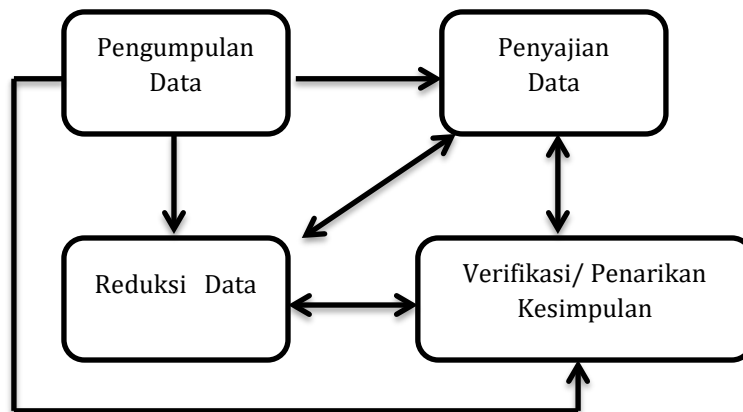 Pengumpulan
Data
Penyajian
Data
Reduksi Data
Verifikasi/ Penarikan
Kesimpulan